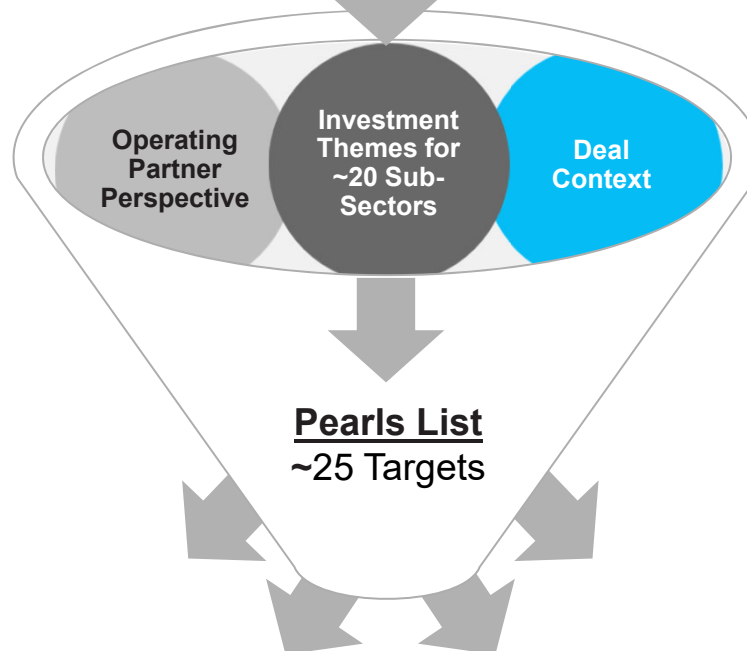 Operating
Partner
Perspective
Investment
Themes for
~20 Sub-
Sectors
Deal
Context
Pearls List
~25 Targets